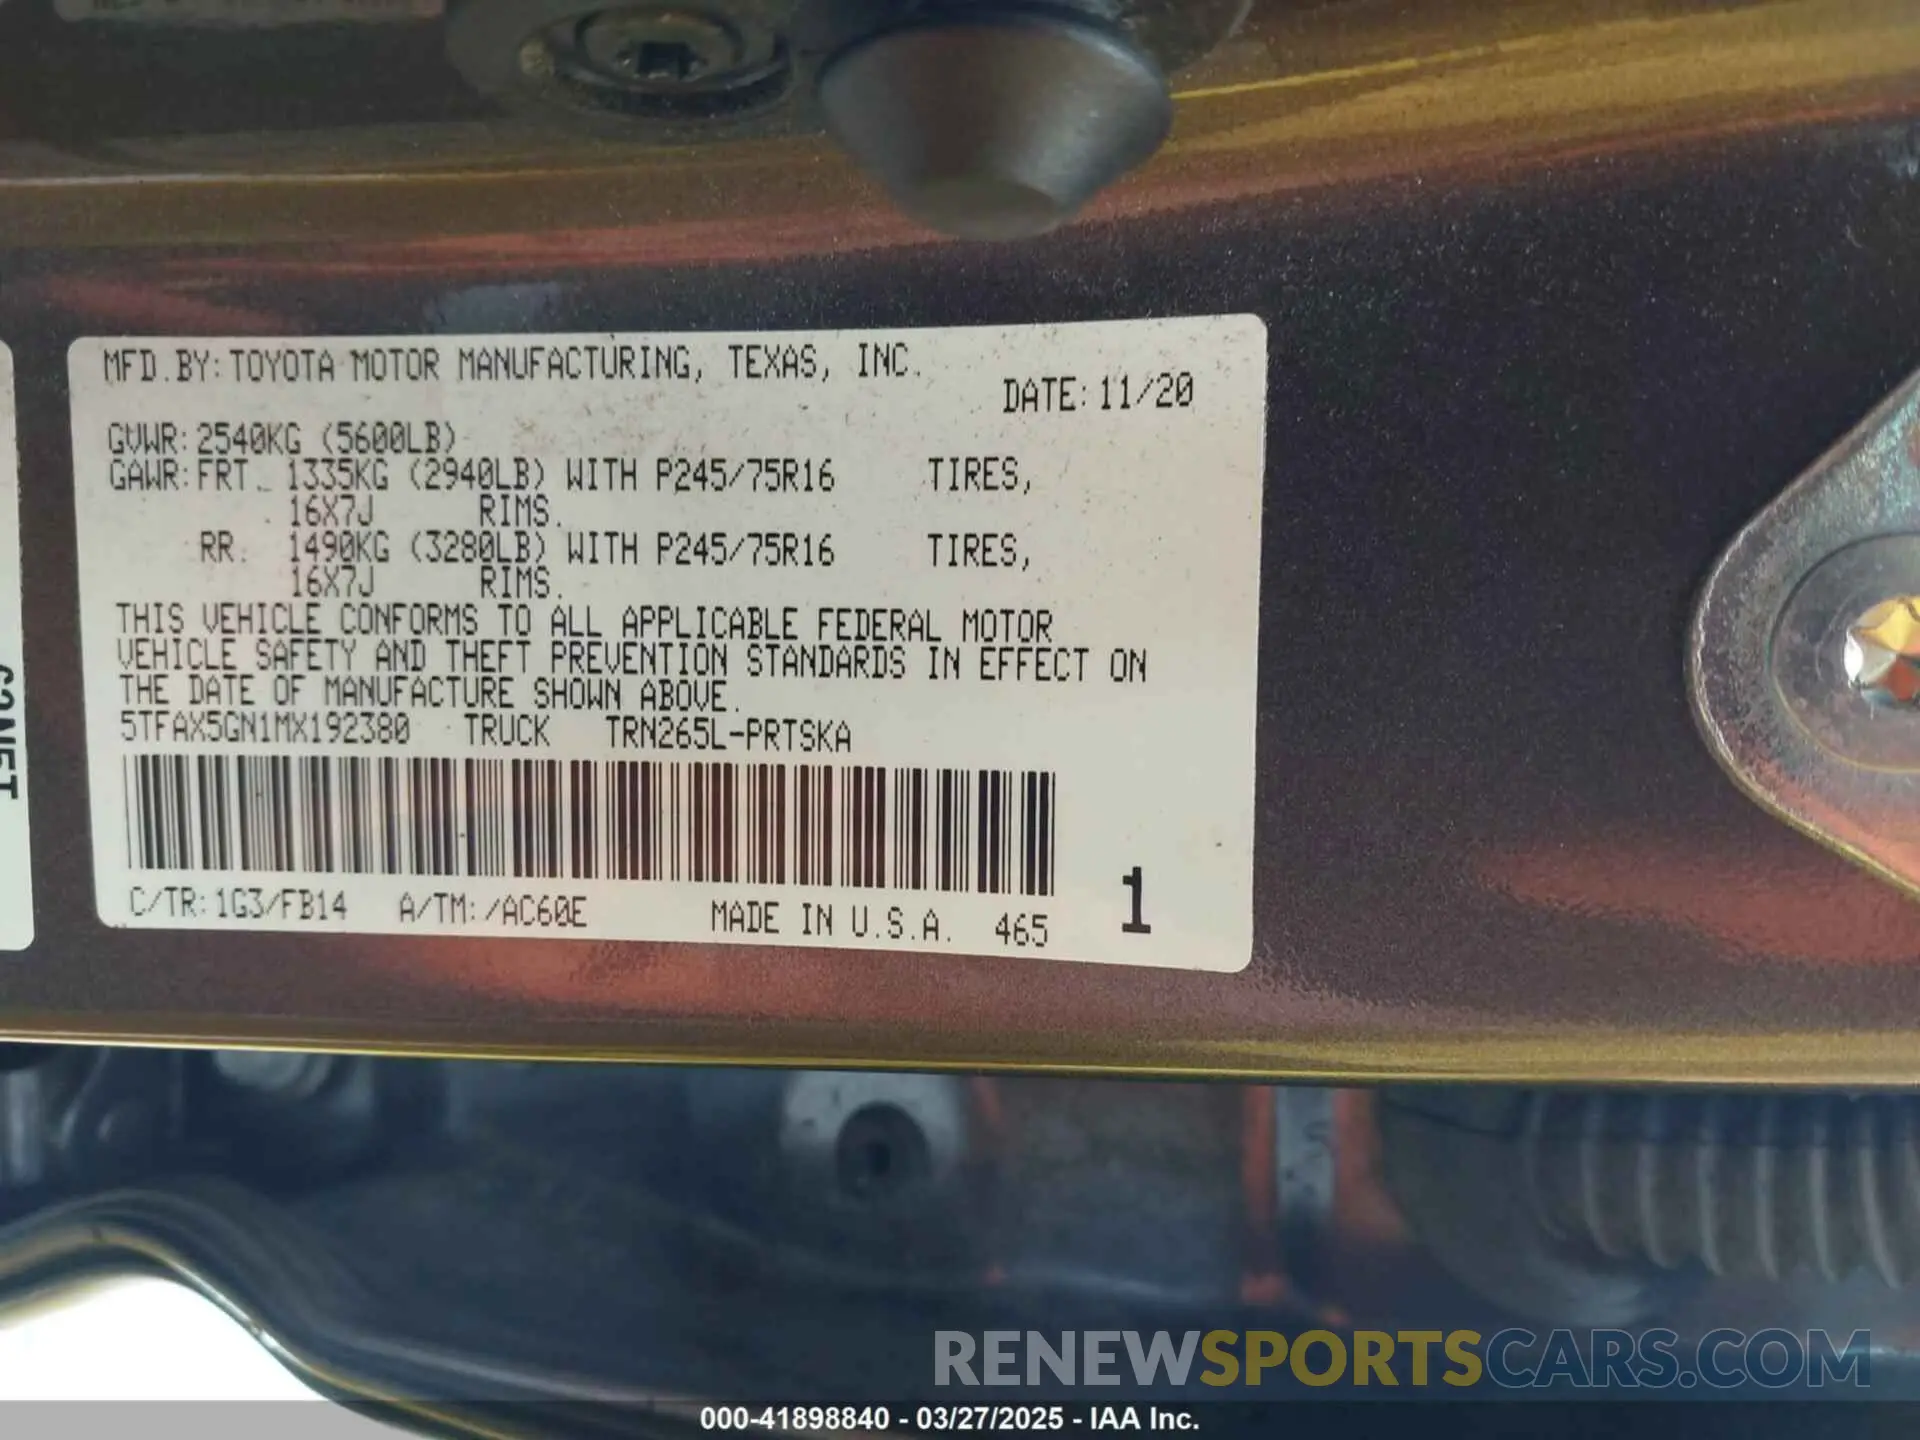 MFD.BY: TOYOTA MOTOR MANUFACTURING, TEXAS, INC.
DATE: 11/20
GVWR: 2540KG (5600LB)
GAWR: FRT. 1335KG (2940LB) WITH P245/75R16 TIRES,
16X7J RIMS.
RR. 1490KG (3280LB) WITH P245/75R16 TIRES,
16X7J RIMS.
THIS VEHICLE CONFORMS TO ALL APPLICABLE FEDERAL MOTOR
VEHICLE SAFETY AND THEFT PREVENTION STANDARDS IN EFFECT ON
THE DATE OF MANUFACTURE SHOWN ABOVE.
5TFAX5GN1MX192380 TRUCK TRN265L-PRTSKA
C/TR: 1G3/FB14 A/TM: /AC60E MADE IN U.S.A. 465 1
RENEWSPORTSCARS.COM
000-41898840 - 03/27/2025 - IAA Inc.